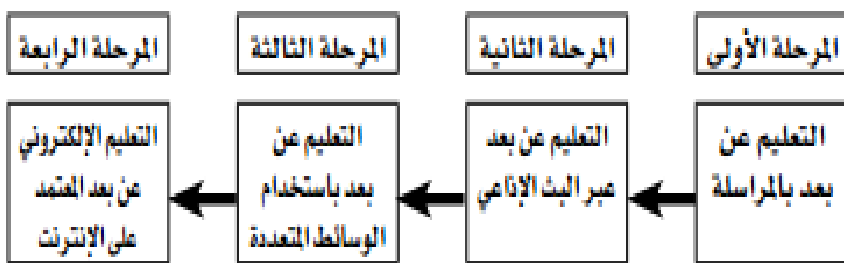 المرحلة الأولى
التعليم عن
بعد بالمراسلة
المرحلة الثانية
التعليم عن بعد
عبر البث الإذاعي
المرحلة الثالثة
التعليم عن
بعد باستخدام
الوسائط المتعددة
المرحلة الرابعة
التعليم الإلكتروني
عن بعد المعتمد
على الإنترنت